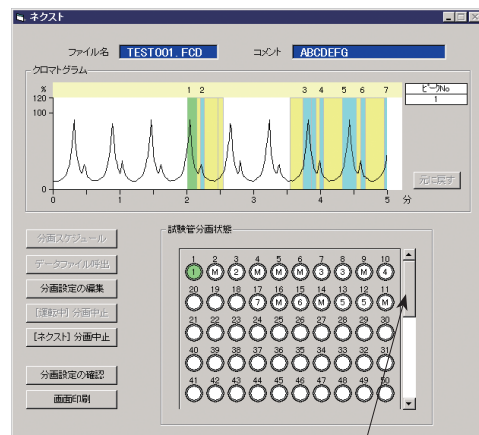 ネクスト
ファイル名 TEST001.FCD コメント ABCDEFG
クロマトグラム
% 1 2 3 4 5 6 7 ピークNo
120 1
100
0 元に戻す
0 1 2 3 4 5 分
分画スケジュール
データファイル呼出
分画設定の編集
[運転中] 分画中止
[ネクスト] 分画中止
分画設定の確認
画面印刷
試験管分画状態
1 2 3 4 5 6 7 8 9 10
1 M 2 M M M 3 3 M 4
20 19 18 17 16 15 14 13 12 11
7 M M 6 M 5 5 M
21 22 23 24 25 26 27 28 29 30
40 39 38 37 36 35 34 33 32 31
41 42 43 44 45 46 47 48 49 50